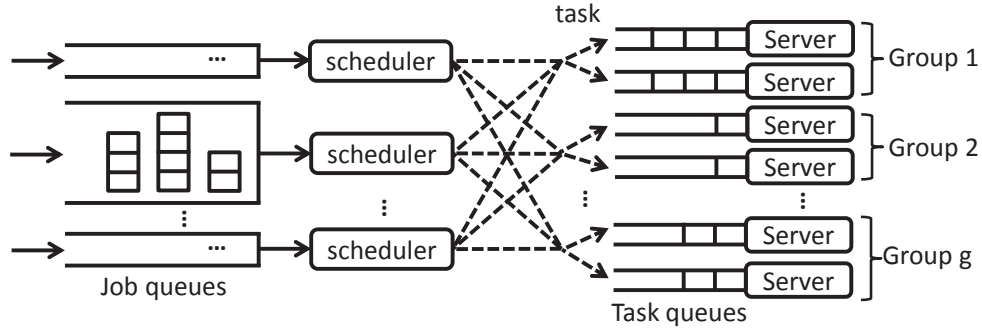 task
...
scheduler
Server
Server
Group 1
scheduler
Server
Server
Group 2
...
...
...
...
...
scheduler
Server
Server
Group g
Job queues
Task queues